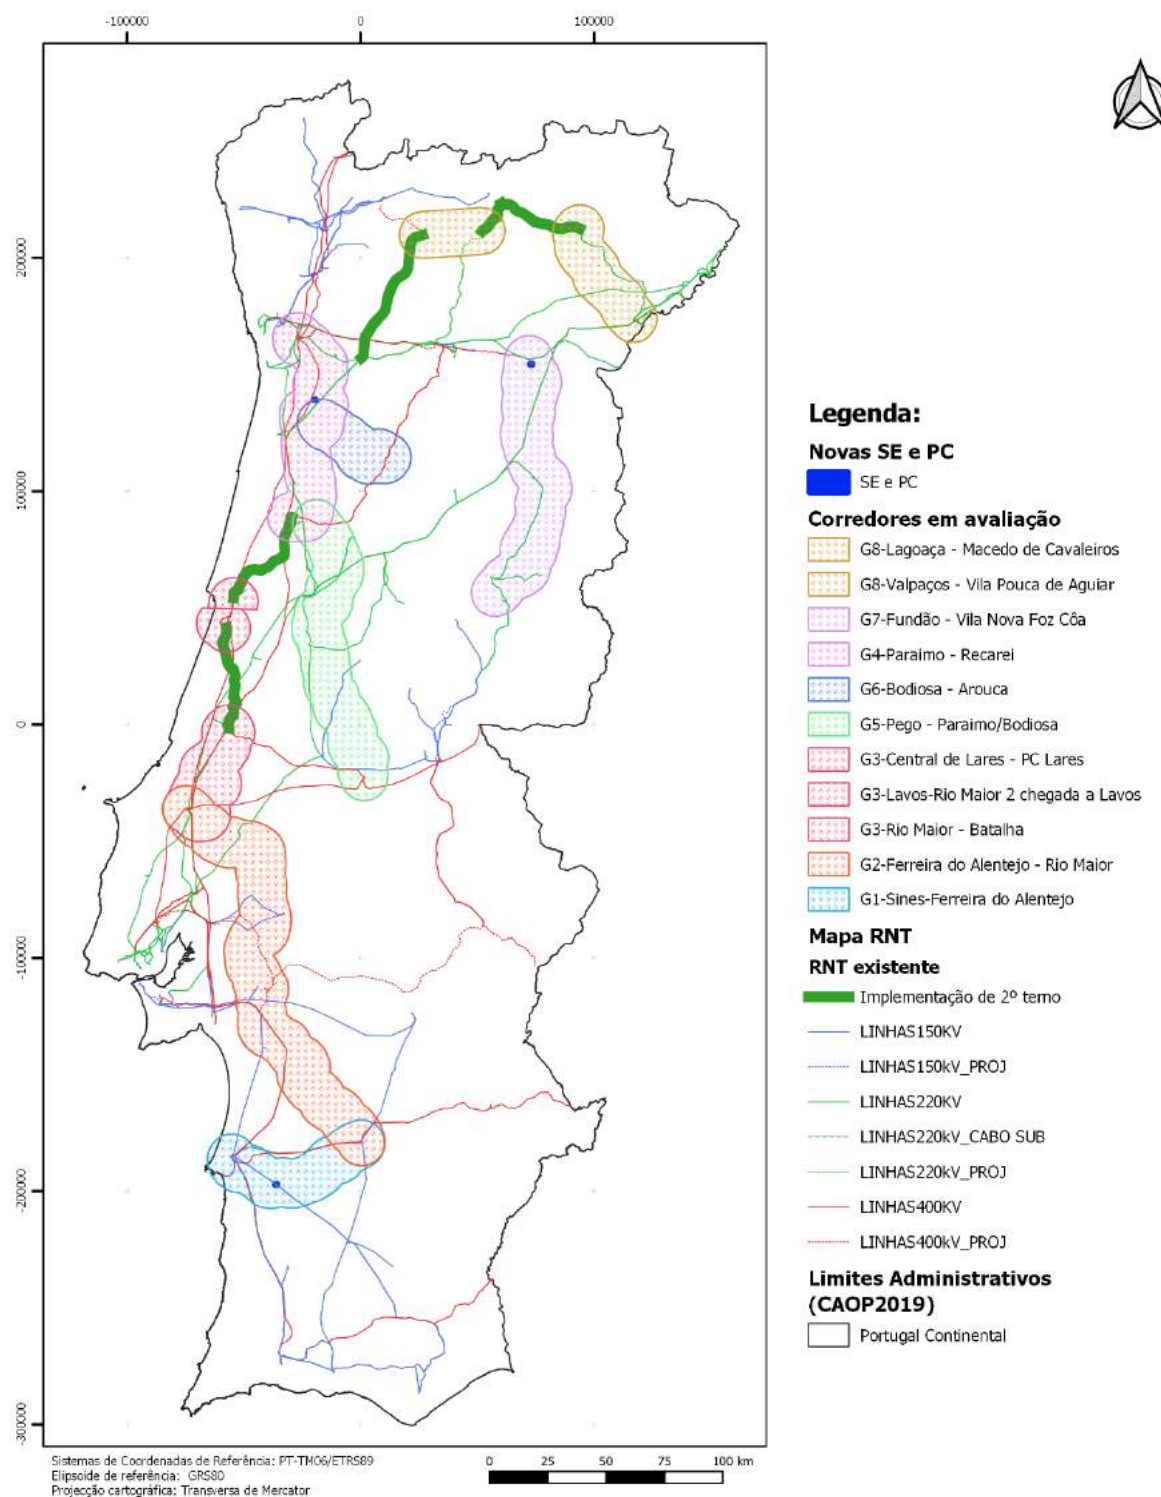 -100000
0
100000
200000
100000
0
-100000
-200000
-300000
Legenda:
Novas SE e PC
SE e PC
Corredores em avaliação
G8-Lagoaça - Macedo de Cavaleiros
G8-Valpaços - Vila Pouca de Aguiar
G7-Fundão - Vila Nova Foz Côa
G4-Paraimo - Recarei
G6-Bodiosa - Arouca
G5-Pego - Paraimo/Bodiosa
G3-Central de Lares - PC Lares
G3-Lavos-Rio Maior 2 chegada a Lavos
G3-Rio Maior - Batalha
G2-Ferreira do Alentejo - Rio Maior
G1-Sines-Ferreira do Alentejo
Mapa RNT
RNT existente
Implementação de 2º terno
LINHAS150KV
LINHAS150kV_PROJ
LINHAS220KV
LINHAS220kV_CABO SUB
LINHAS220kV_PROJ
LINHAS400KV
LINHAS400kV_PROJ
Limites Administrativos
(CAOP2019)
Portugal Continental
Sistemas de Coordenadas de Referência: PT-TM06/ETRS89
Elipsoide de referência: GRS80
Projecção cartográfica: Transversa de Mercator
0 25 50 75 100 km